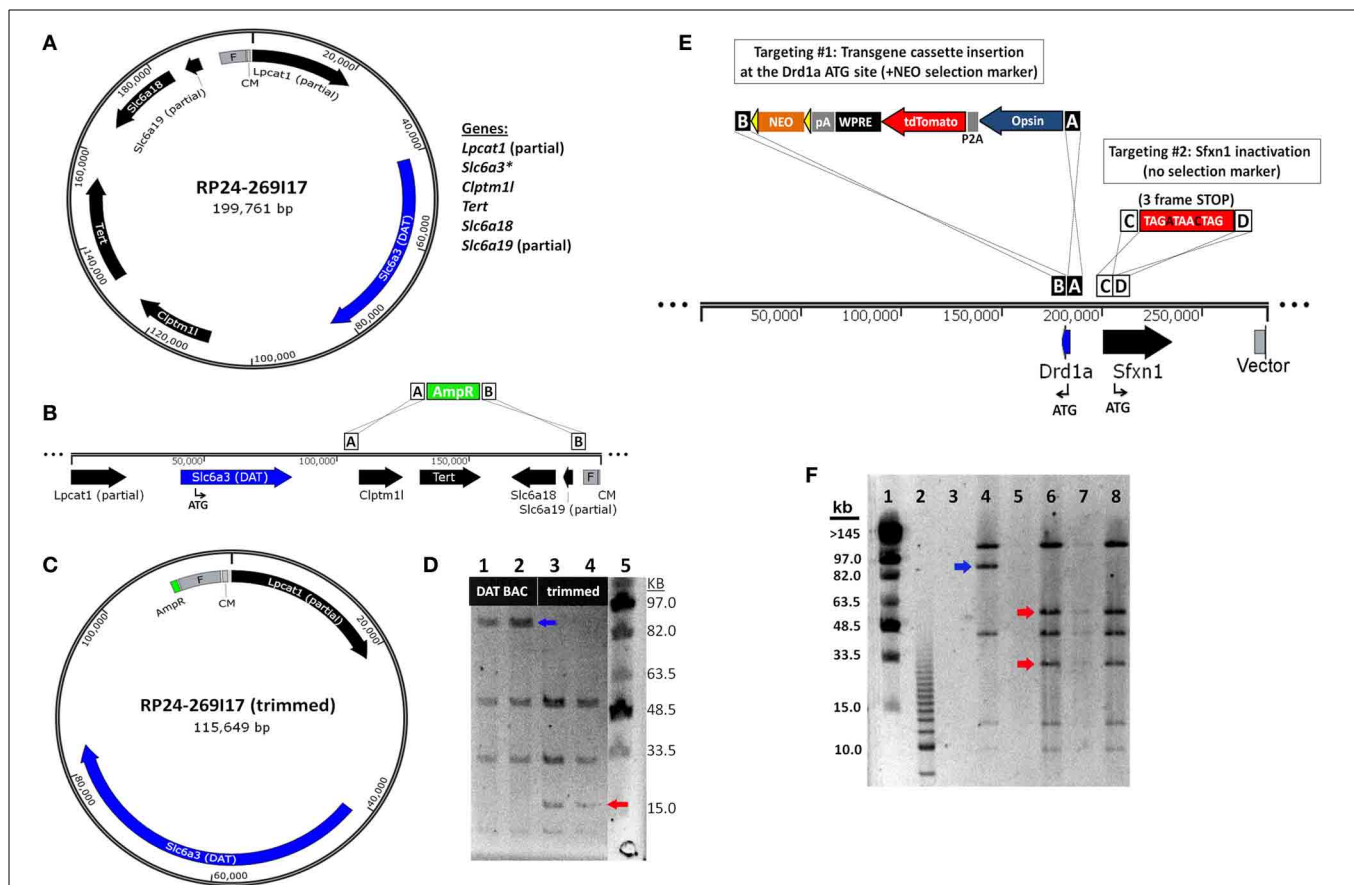 A
F
CM
Lpcat1 (partial)
20,000
40,000
60,000
80,000
100,000
120,000
140,000
160,000
180,000
Slc6a3 (DAT)
Clptm1l
Tert
Slc6a18
Slc6a19 (partial)
RP24-269I17
199,761 bp
Genes:
Lpcat1 (partial)
Slc6a3*
Clptm1l
Tert
Slc6a18
Slc6a19 (partial)
B
A AmpR B
A B
50,000 100,000 150,000
Lpcat1 (partial)
Slc6a3 (DAT)
ATG
Clptm1l
Tert
Slc6a18
Slc6a19 (partial)
F
CM
C
AmpR
F
CM
Lpcat1 (partial)
20,000
40,000
60,000
80,000
100,000
Slc6a3 (DAT)
RP24-269I17 (trimmed)
115,649 bp
D
1 2 3 4 5
DAT BAC trimmed
KB
97.0
82.0
63.5
48.5
33.5
15.0
E
Targeting #1: Transgene cassette insertion
at the Drd1a ATG site (+NEO selection marker)
B NEO pA WPRE tdTomato P2A Opsin A
Targeting #2: Sfxn1 inactivation
(no selection marker)
(3 frame STOP)
C TAGATAACTAG D
B A C D
50,000 100,000 150,000 200,000 250,000
Drd1a
ATG
Sfxn1
ATG
Vector
F
1 2 3 4 5 6 7 8
kb
>145
97.0
82.0
63.5
48.5
33.5
15.0
10.0